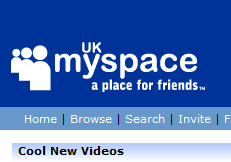 UK
myspace
a place for friends™
Home | Browse | Search | Invite | F
Cool New Videos